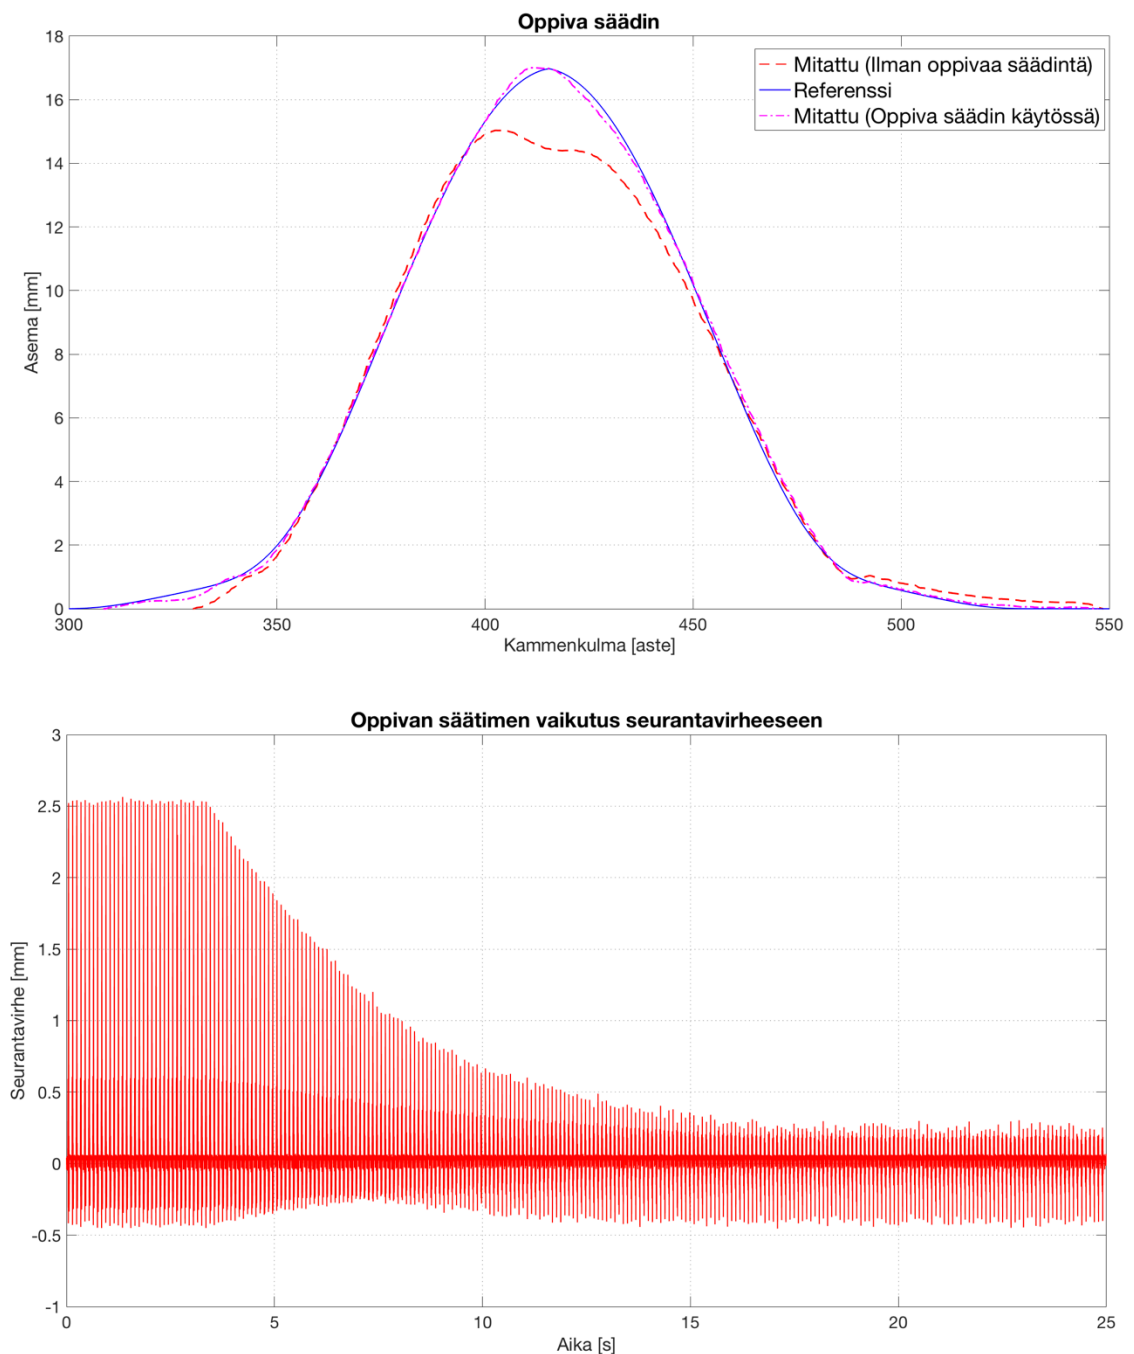 Oppiva säädin
18
16
14
12
10
8
6
4
2
0
Asema [mm]
Mitattu (Ilman oppivaa säädintä)
Referenssi
Mitattu (Oppiva säädin käytössä)
300 350 400 450 500 550
Kammenkulma [aste]
Oppivan säätimen vaikutus seurantavirheeseen
3
2.5
2
1.5
1
0.5
0
-0.5
-1
Seurantavirhe [mm]
0 5 10 15 20 25
Aika [s]